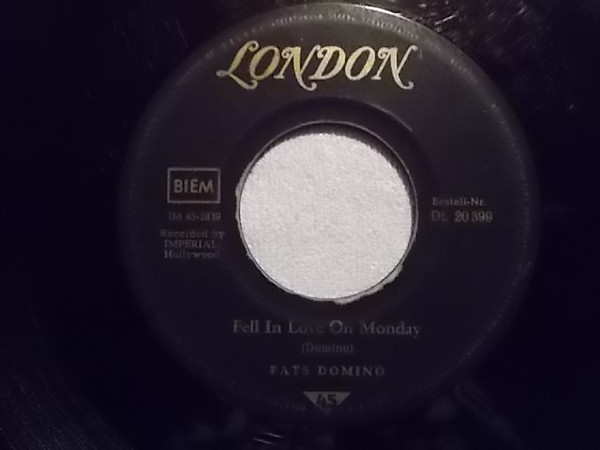 LONDON
BIEM
IM 45-2819
Recorded by
IMPERIAL
Hollywood
Bestell-Nr.
DL 20 399
Fell In Love On Monday
(Domino)
FATS DOMINO
45